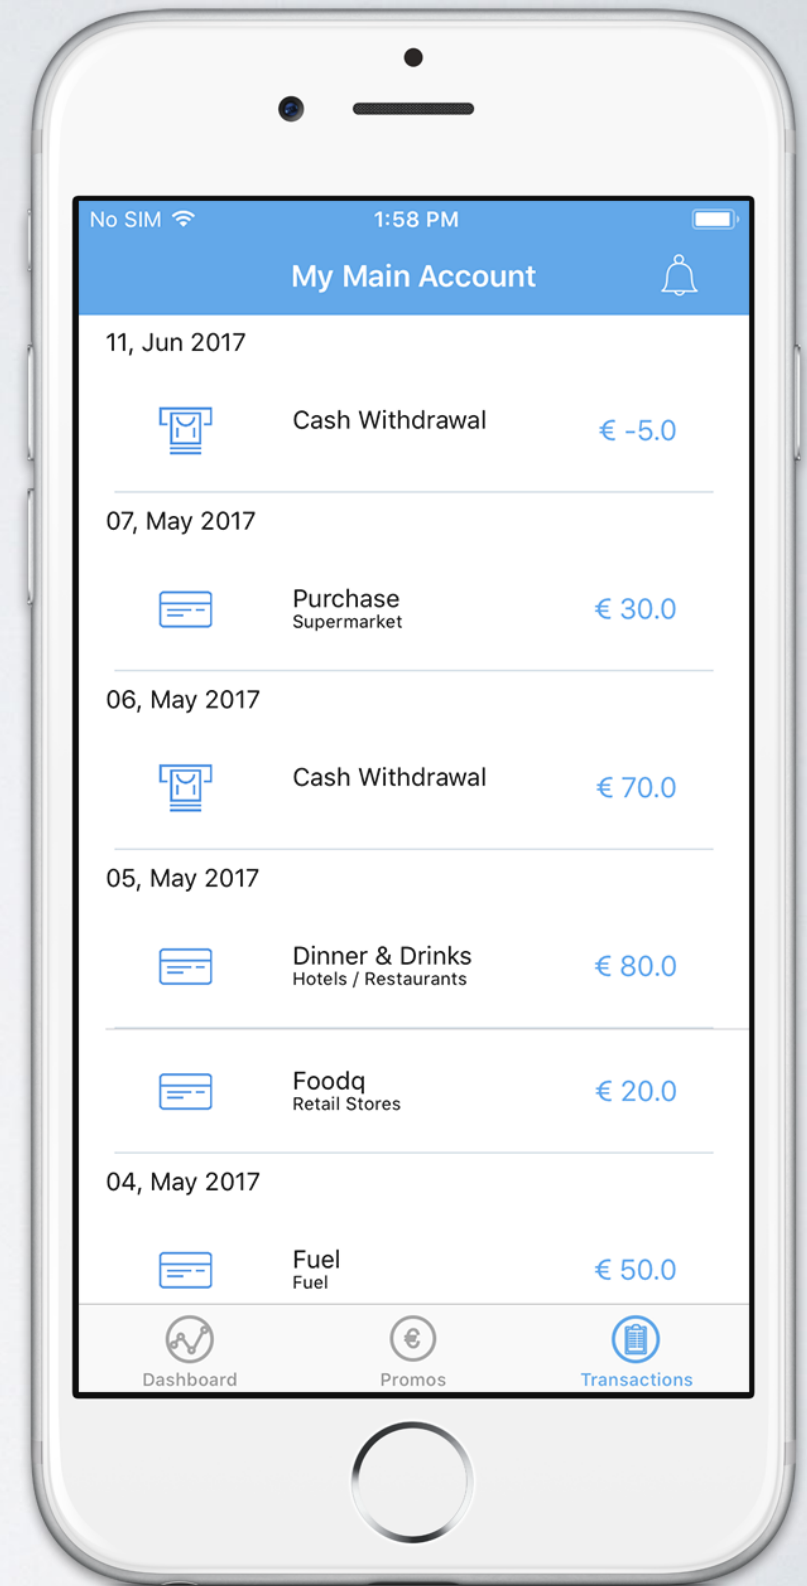 No SIM 1:58 PM
My Main Account
11, Jun 2017
Cash Withdrawal € -5.0
07, May 2017
Purchase
Supermarket
€ 30.0
06, May 2017
Cash Withdrawal € 70.0
05, May 2017
Dinner & Drinks
Hotels / Restaurants
€ 80.0
Foodq
Retail Stores
€ 20.0
04, May 2017
Fuel
Fuel
€ 50.0
€
Dashboard Promos Transactions